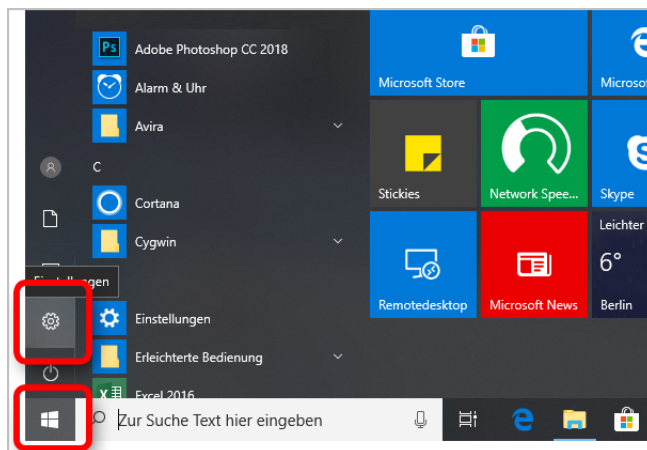 Ps
Adobe Photoshop CC 2018
Alarm & Uhr
Avira
C
Cortana
Cygwin
Einstellungen
Einstellungen
Erleichterte Bedienung
Excel 2016
Zur Suche Text hier eingeben
Microsoft Store
Stickies
Network Spee...
Skype
Remotedesktop
Microsoft News
Leichter
6°
Berlin